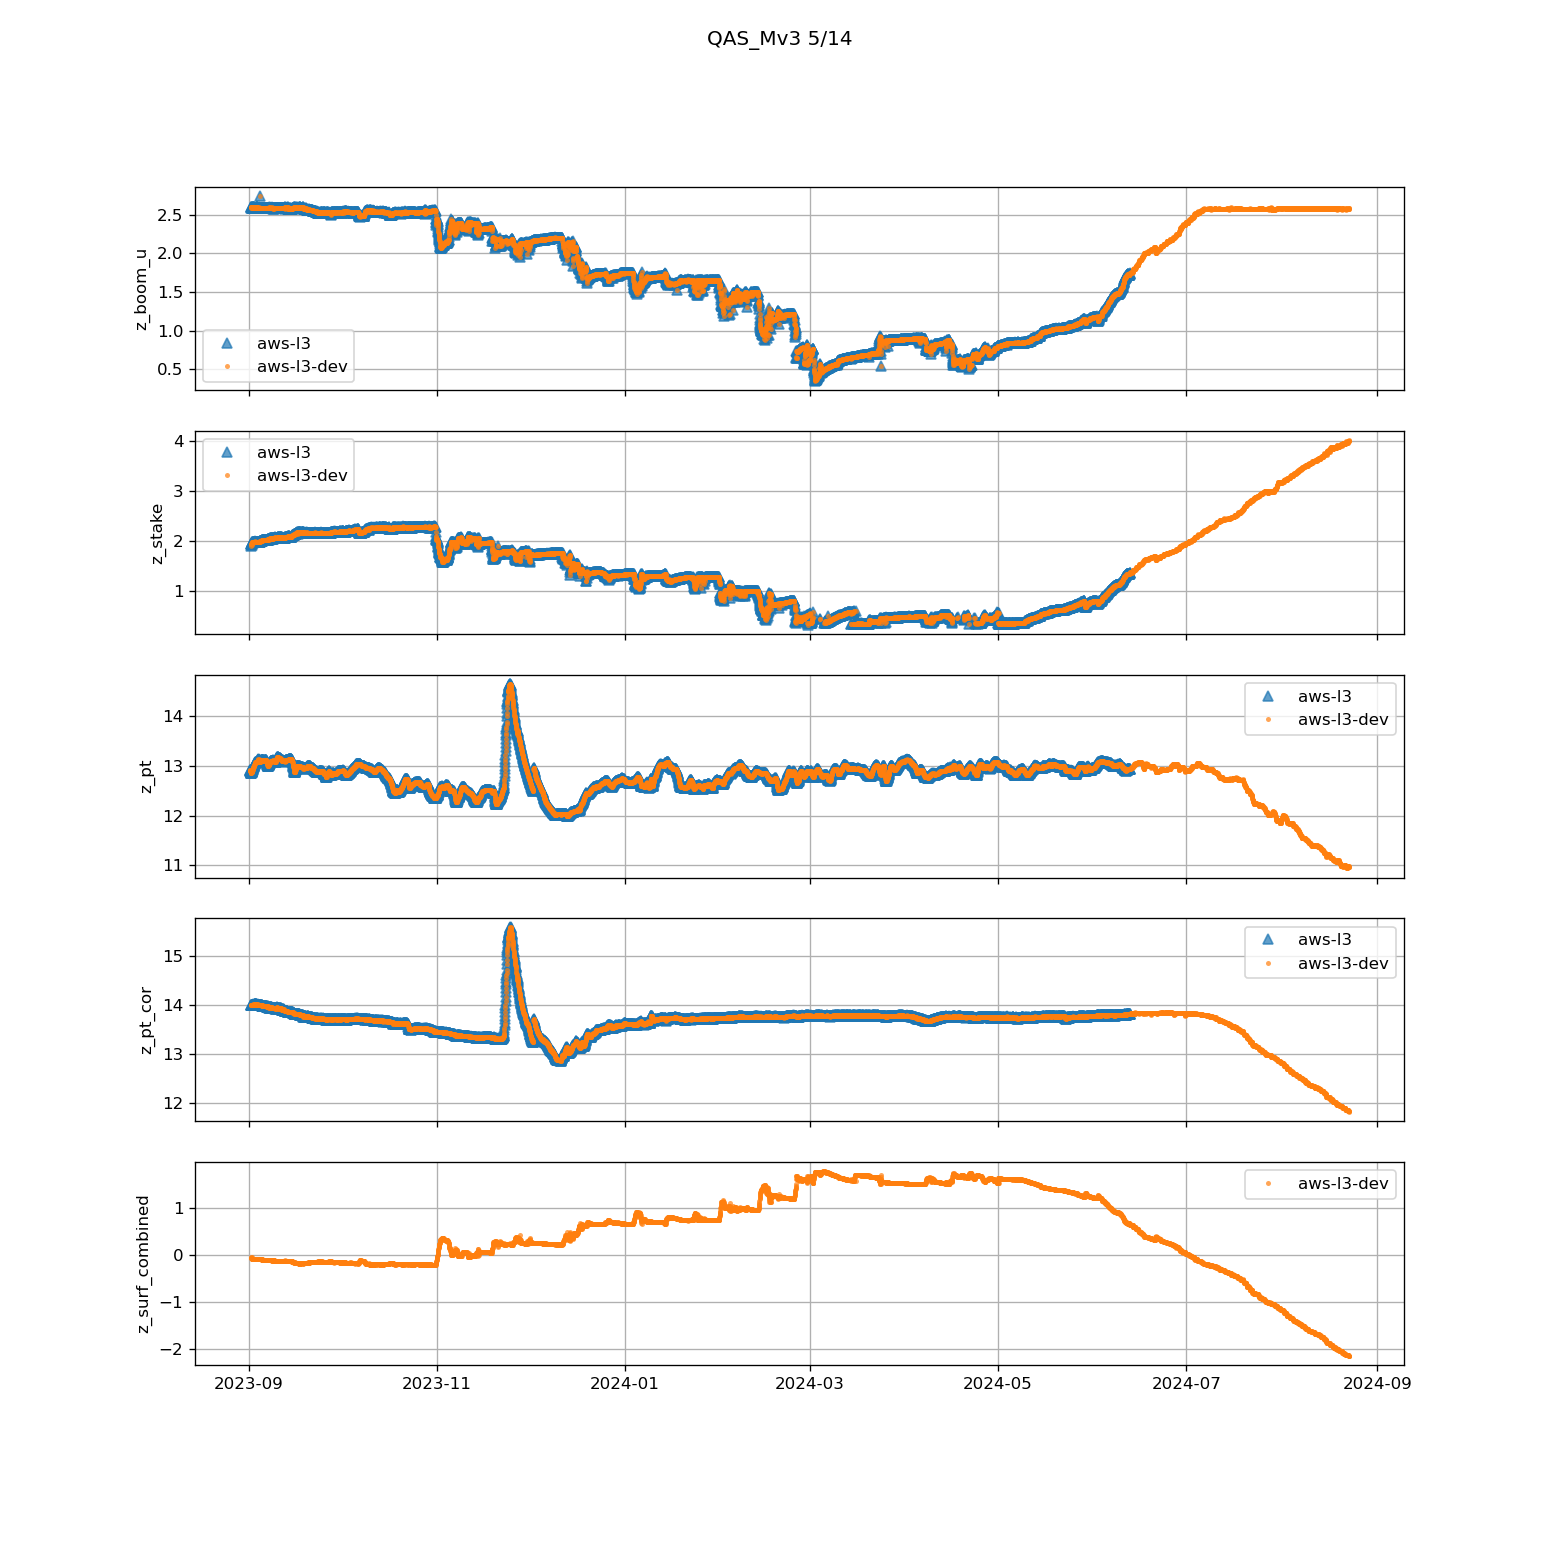 QAS_Mv3 5/14
z_boom_u
2.5
2.0
1.5
1.0
0.5
aws-l3
aws-l3-dev
z_stake
4
3
2
1
aws-l3
aws-l3-dev
z_pt
14
13
12
11
aws-l3
aws-l3-dev
z_pt_cor
15
14
13
12
aws-l3
aws-l3-dev
z_surf_combined
1
0
−1
−2
aws-l3-dev
2023-09 2023-11 2024-01 2024-03 2024-05 2024-07 2024-09